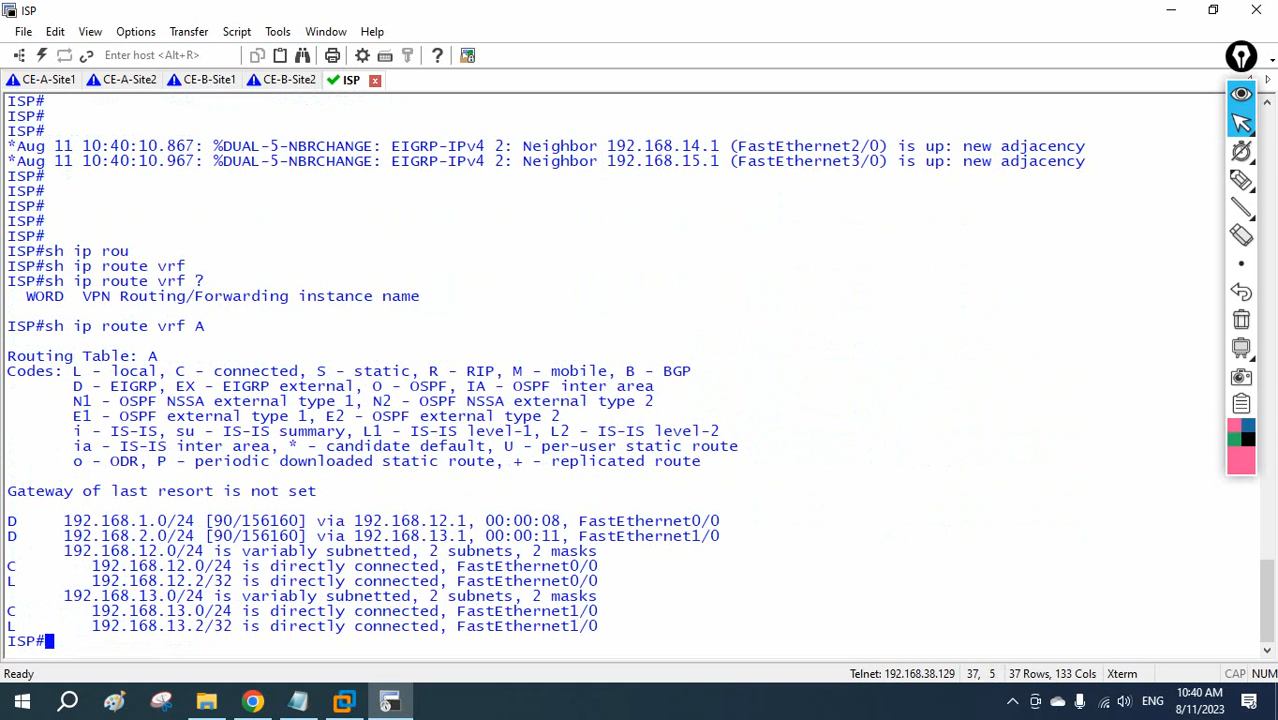 ISP
File Edit View Options Transfer Script Tools Window Help
Enter host <Alt+R>
CE-A-Site1 CE-A-Site2 CE-B-Site1 CE-B-Site2 ISP
ISP#
ISP#
ISP#
*Aug 11 10:40:10.867: %DUAL-5-NBRCHANGE: EIGRP-IPv4 2: Neighbor 192.168.14.1 (FastEthernet2/0) is up: new adjacency
*Aug 11 10:40:10.967: %DUAL-5-NBRCHANGE: EIGRP-IPv4 2: Neighbor 192.168.15.1 (FastEthernet3/0) is up: new adjacency
ISP#
ISP#
ISP#
ISP#
ISP#
ISP#sh ip rou
ISP#sh ip route vrf
ISP#sh ip route vrf ?
WORD VPN Routing/Forwarding instance name
ISP#sh ip route vrf A
Routing Table: A
Codes: L - local, C - connected, S - static, R - RIP, M - mobile, B - BGP
D - EIGRP, EX - EIGRP external, O - OSPF, IA - OSPF inter area
N1 - OSPF NSSA external type 1, N2 - OSPF NSSA external type 2
E1 - OSPF external type 1, E2 - OSPF external type 2
i - IS-IS, su - IS-IS summary, L1 - IS-IS level-1, L2 - IS-IS level-2
ia - IS-IS inter area, * - candidate default, U - per-user static route
o - ODR, P - periodic downloaded static route, + - replicated route
Gateway of last resort is not set
D 192.168.1.0/24 [90/156160] via 192.168.12.1, 00:00:08, FastEthernet0/0
D 192.168.2.0/24 [90/156160] via 192.168.13.1, 00:00:11, FastEthernet1/0
192.168.12.0/24 is variably subnetted, 2 subnets, 2 masks
C 192.168.12.0/24 is directly connected, FastEthernet0/0
L 192.168.12.2/32 is directly connected, FastEthernet0/0
192.168.13.0/24 is variably subnetted, 2 subnets, 2 masks
C 192.168.13.0/24 is directly connected, FastEthernet1/0
L 192.168.13.2/32 is directly connected, FastEthernet1/0
ISP#
Ready Telnet: 192.168.38.129 37, 5 37 Rows, 133 Cols Xterm CAP NUM
ENG 10:40 AM
8/11/2023